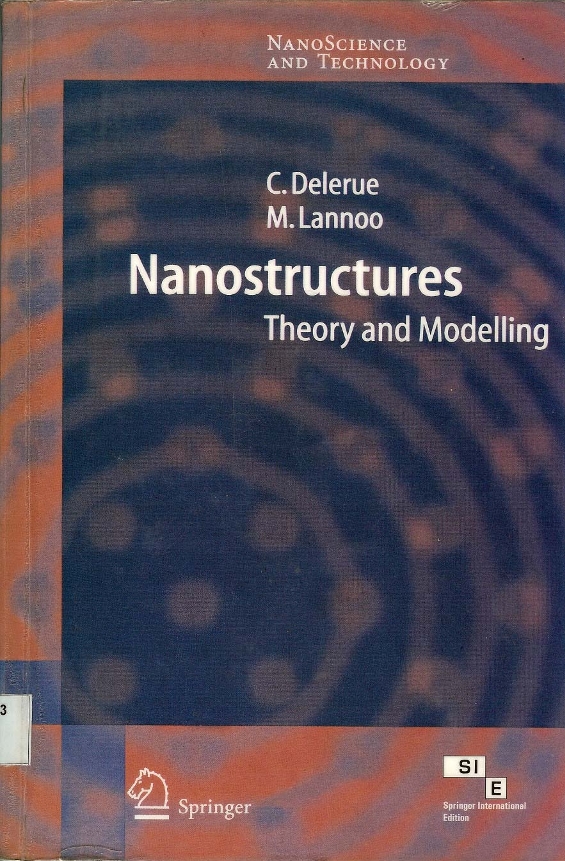 NanoScience
and Technology
C. Delerue
M. Lannoo
Nanostructures
Theory and Modelling
3
Springer
SI
E
Springer International
Edition